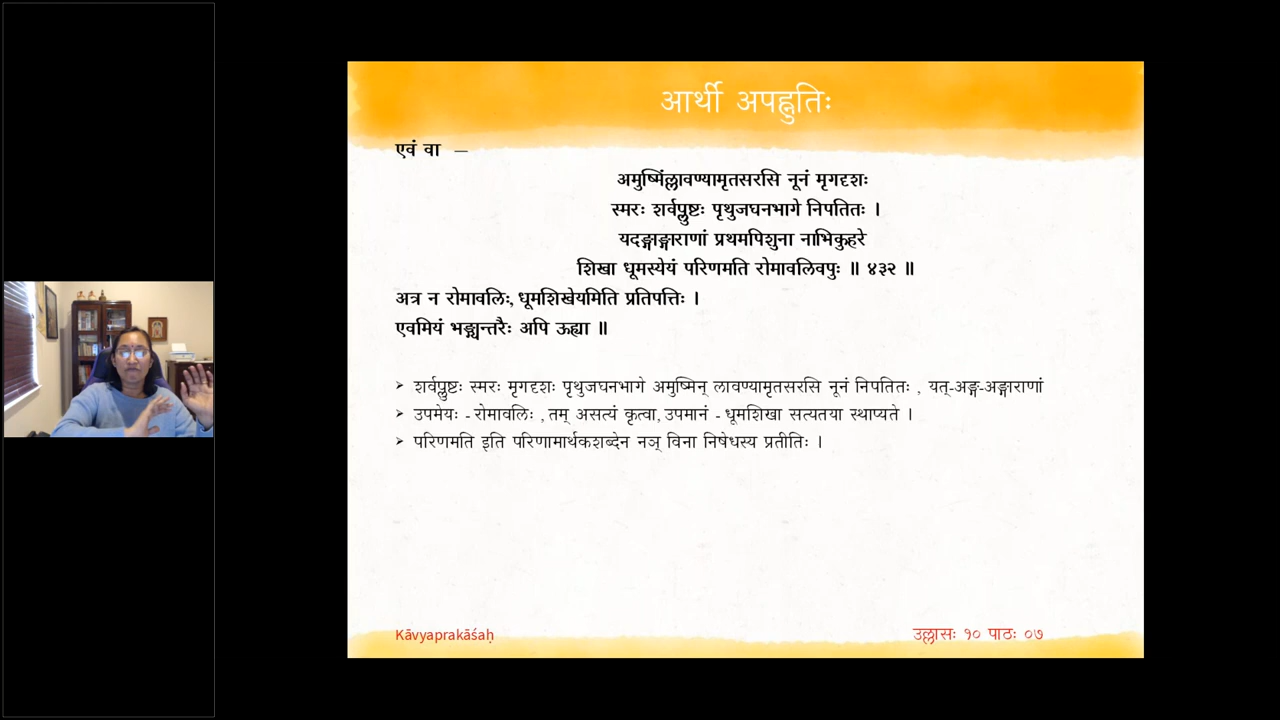 आर्थी अपह्नुतिः
एवं वा –
अमुष्मिंल्लावण्यामृतसरसि नूनं मृगदृशः
स्मरः शर्वप्लुष्टः पृथुजघनभागे निपतितः ।
यदङ्गाङ्गाराणां प्रथमपिशुना नाभिकुहरे
शिखा धूमस्येयं परिणमति रोमावलिवपुः ॥ ४३२ ॥
अत्र न रोमावलिः, धूमशिखेयमिति प्रतिपत्तिः ।
एवमियं भङ्ग्यन्तरैः अपि ऊह्या ॥
➢ शर्वप्लुष्टः स्मरः मृगदृशः पृथुजघनभागे अमुष्मिन् लावण्यामृतसरसि नूनं निपतितः , यत्-अङ्ग-अङ्गाराणां
➢ उपमेयः - रोमावलिः , तम् असत्यं कृत्वा, उपमानं - धूमशिखा सत्यतया स्थाप्यते ।
➢ परिणमति इति परिणामार्थकशब्देन नञ् विना निषेधस्य प्रतीतिः ।
Kāvyaprakāśaḥ उल्लासः १० पाठः ०७